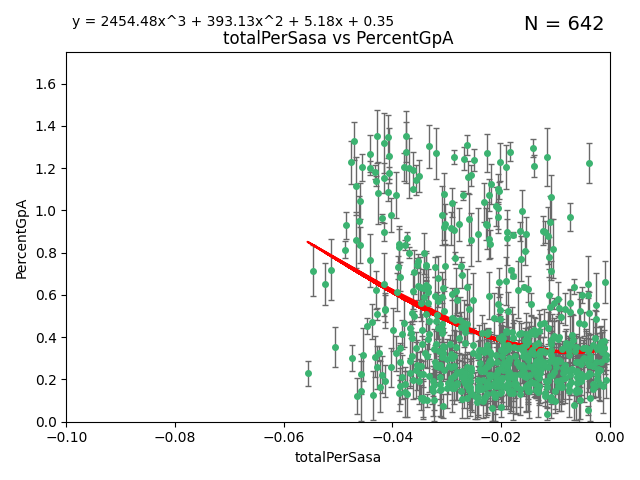 y = 2454.48x^3 + 393.13x^2 + 5.18x + 0.35
N = 642
totalPerSasa vs PercentGpA
PercentGpA
1.6
1.4
1.2
1.0
0.8
0.6
0.4
0.2
0.0
−0.10 −0.08 −0.06 −0.04 −0.02 0.00
totalPerSasa